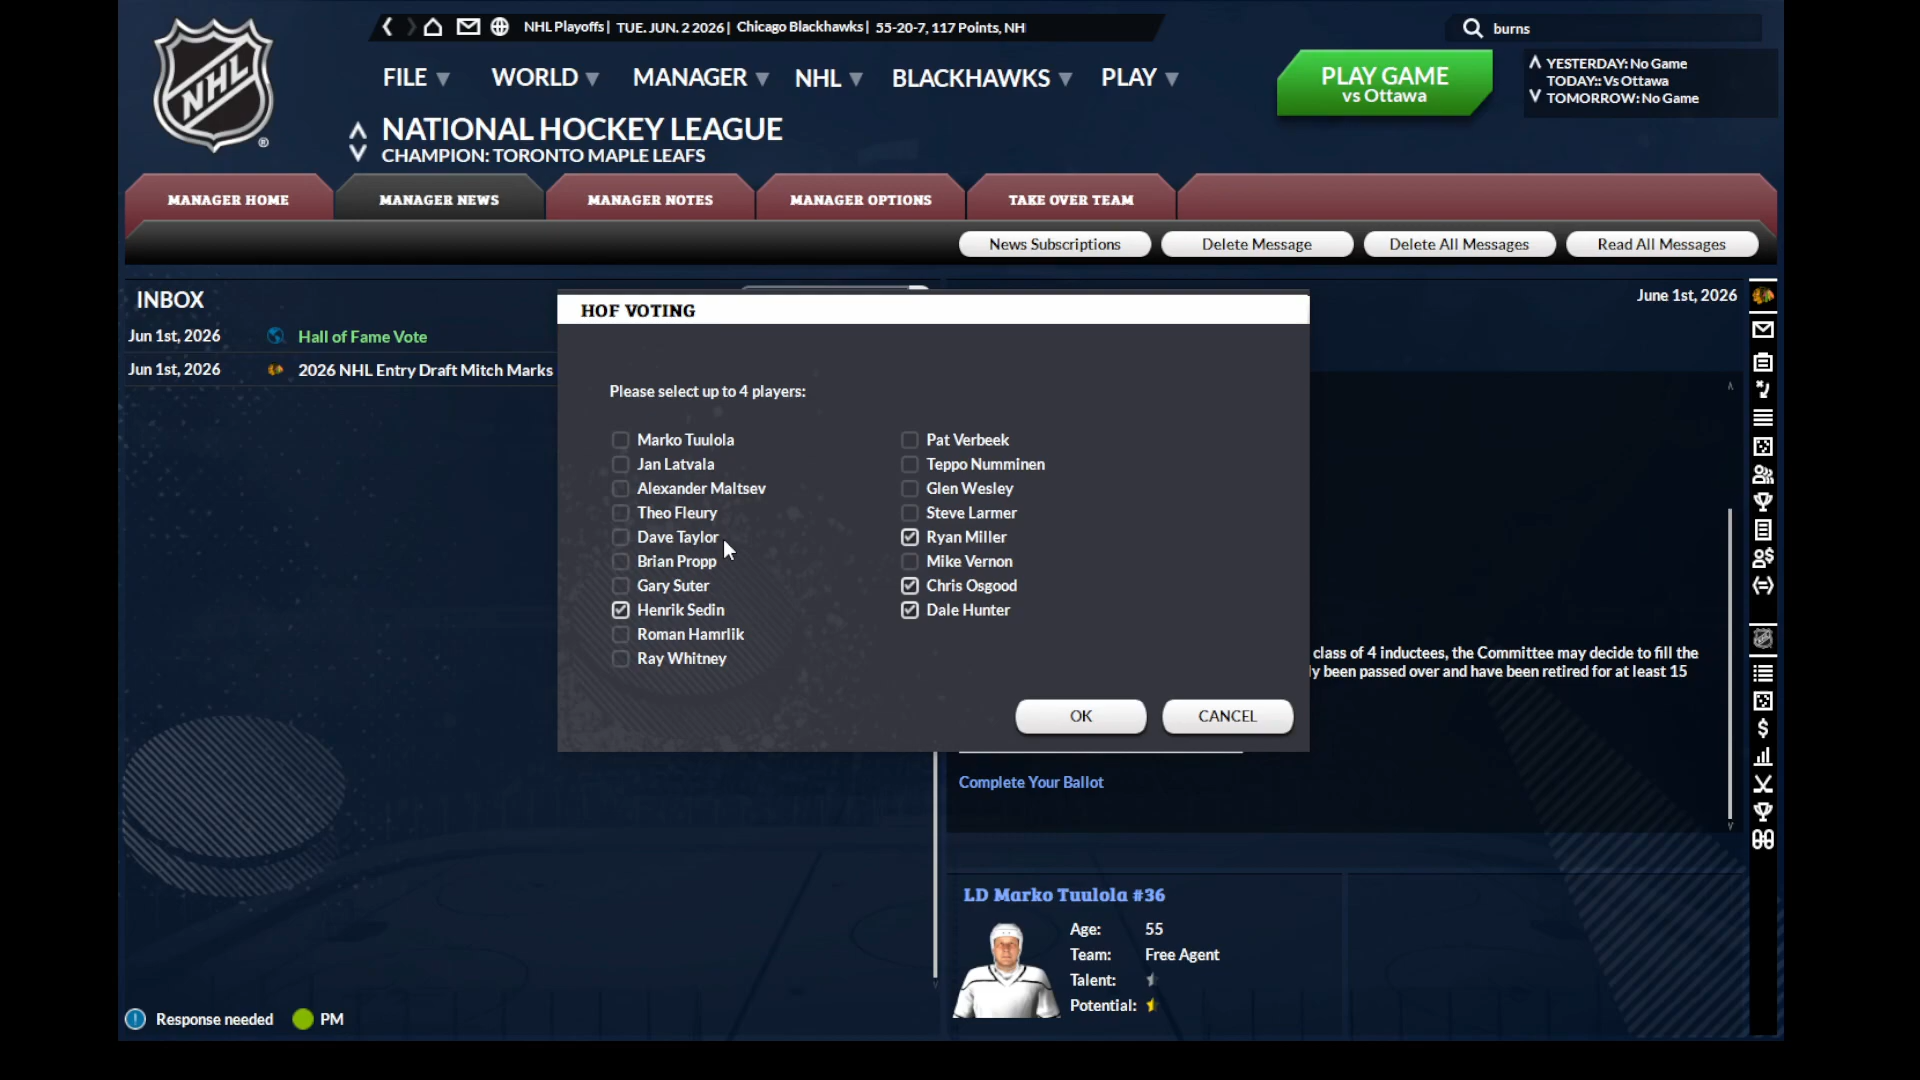 NHL Playoffs| TUE. JUN. 2 2026| Chicago Blackhawks| 55-20-7, 117 Points, NH
burns
NHL
FILE WORLD MANAGER NHL BLACKHAWKS PLAY
PLAY GAME
vs Ottawa
YESTERDAY: No Game
TODAY:: Vs Ottawa
TOMORROW: No Game
NATIONAL HOCKEY LEAGUE
CHAMPION: TORONTO MAPLE LEAFS
MANAGER HOME MANAGER NEWS MANAGER NOTES MANAGER OPTIONS TAKE OVER TEAM
News Subscriptions Delete Message Delete All Messages Read All Messages
INBOX
June 1st, 2026
Jun 1st, 2026 Hall of Fame Vote
Jun 1st, 2026 2026 NHL Entry Draft Mitch Marks
HOF VOTING
Please select up to 4 players:
Marko Tuulola
Jan Latvala
Alexander Maltsev
Theo Fleury
Dave Taylor
Brian Propp
Gary Suter
Henrik Sedin
Roman Hamrlik
Ray Whitney
Pat Verbeek
Teppo Numminen
Glen Wesley
Steve Larmer
Ryan Miller
Mike Vernon
Chris Osgood
Dale Hunter
OK CANCEL
class of 4 inductees, the Committee may decide to fill the
y been passed over and have been retired for at least 15
Complete Your Ballot
LD Marko Tuulola #36
Age: 55
Team: Free Agent
Talent:
Potential:
Response needed PM